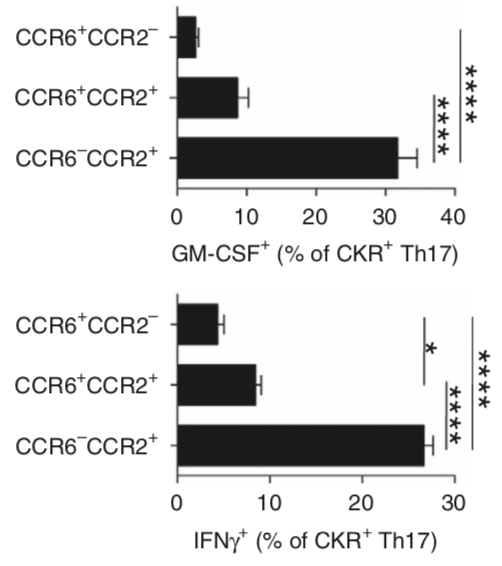 CCR6⁺CCR2⁻
CCR6⁺CCR2⁺
CCR6⁻CCR2⁺
****
****
0 10 20 30 40
GM-CSF⁺ (% of CKR⁺ Th17)
CCR6⁺CCR2⁻
CCR6⁺CCR2⁺
CCR6⁻CCR2⁺
*
****
****
0 10 20 30
IFNγ⁺ (% of CKR⁺ Th17)